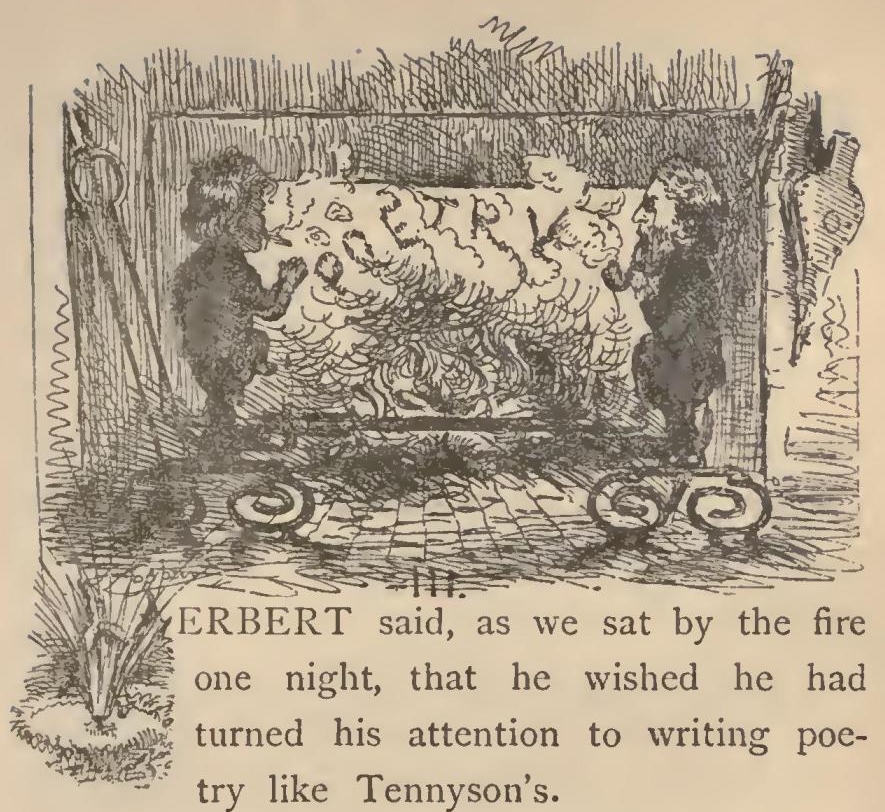 III.
ERBERT said, as we sat by the fire
one night, that he wished he had
turned his attention to writing poe-
try like Tennyson's.